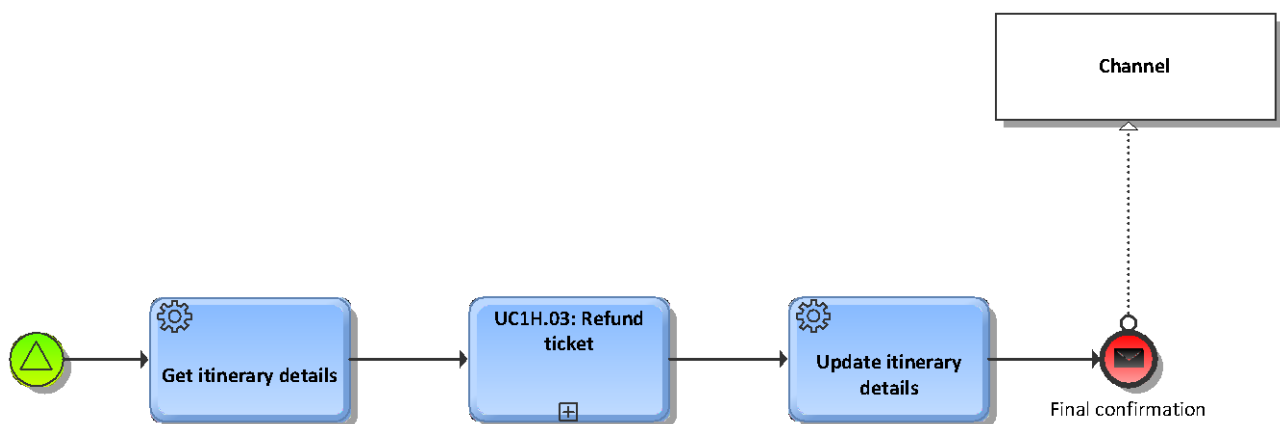 Channel
UC1H.03: Refund
ticket
Get itinerary details
Update itinerary
details
Final confirmation